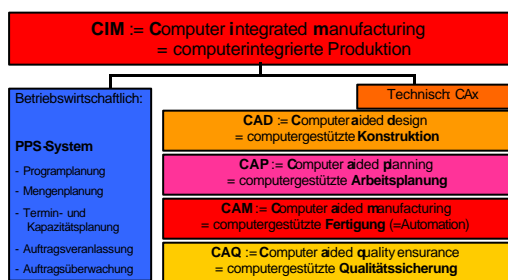 CIM := Computer integrated manufacturing
= computerintegrierte Produktion
Betriebswirtschaftlich:
PPS-System
- Programplanung
- Mengenplanung
- Termin- und
Kapazitätsplanung
- Auftragsveranlassung
- Auftragsüberwachung
Technisch: CAx
CAD := Computer aided design
= computergestützte Konstruktion
CAP := Computer aided planning
= computergestützte Arbeitsplanung
CAM := Computer aided manufacturing
= computergestützte Fertigung (=Automation)
CAQ := Computer aided quality ensurance
= computergestützte Qualitätssicherung